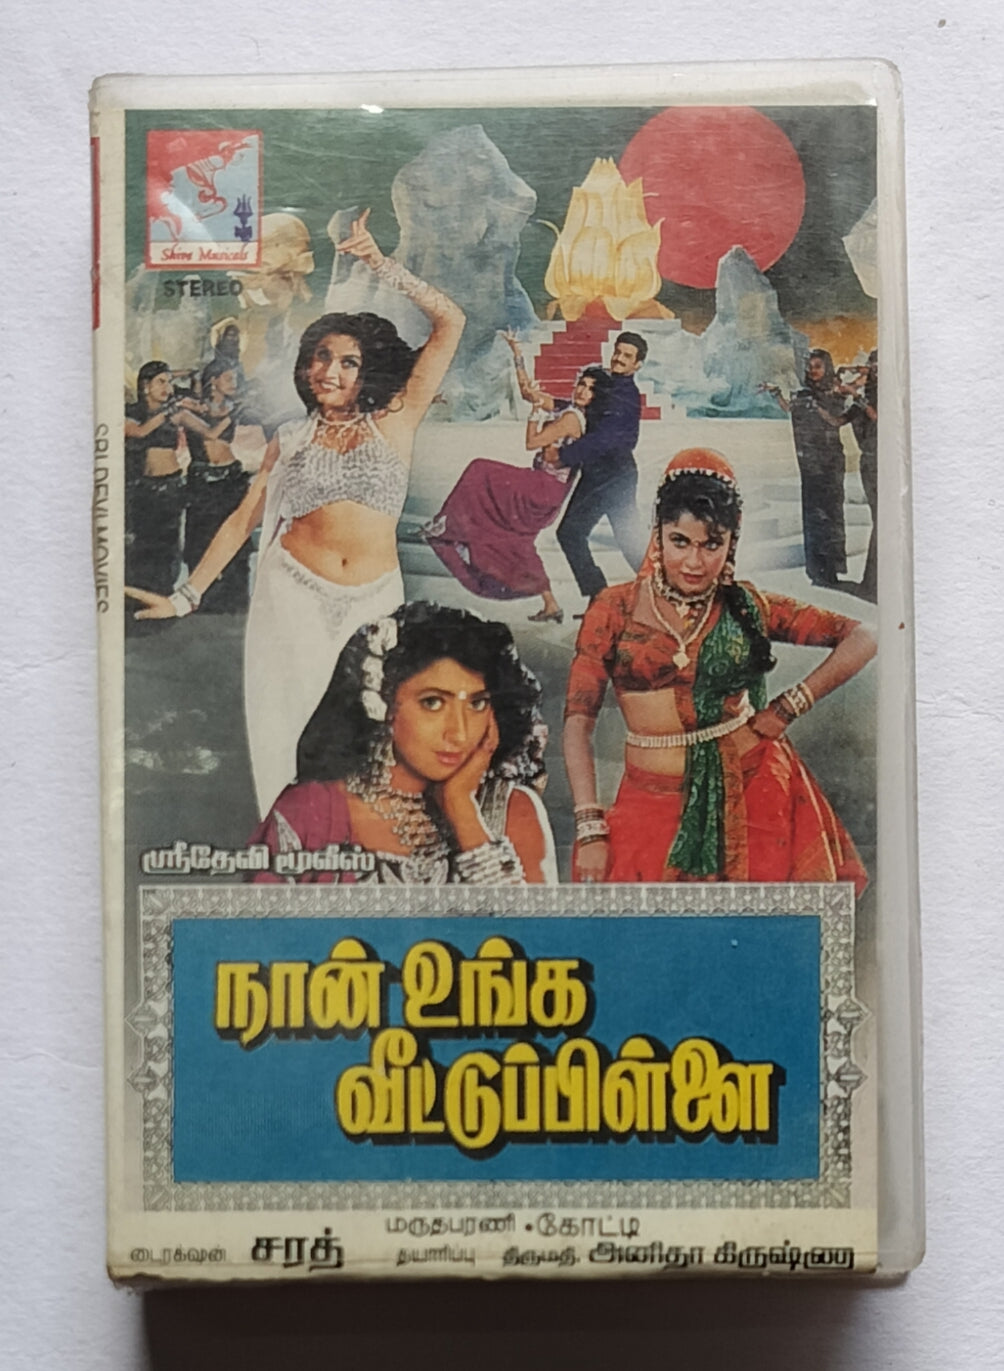 Shiva Musicals
STEREO
SRI DEVI MOVIES
ஸ்ரீதேவி மூவிஸ்
நான் உங்க
வீட்டுப்பிள்ளை
மருதபரணி • கோட்டி
டைரக்ஷன் சரத் தயாரிப்பு திருமதி. அனிதா கிருஷ்ணா